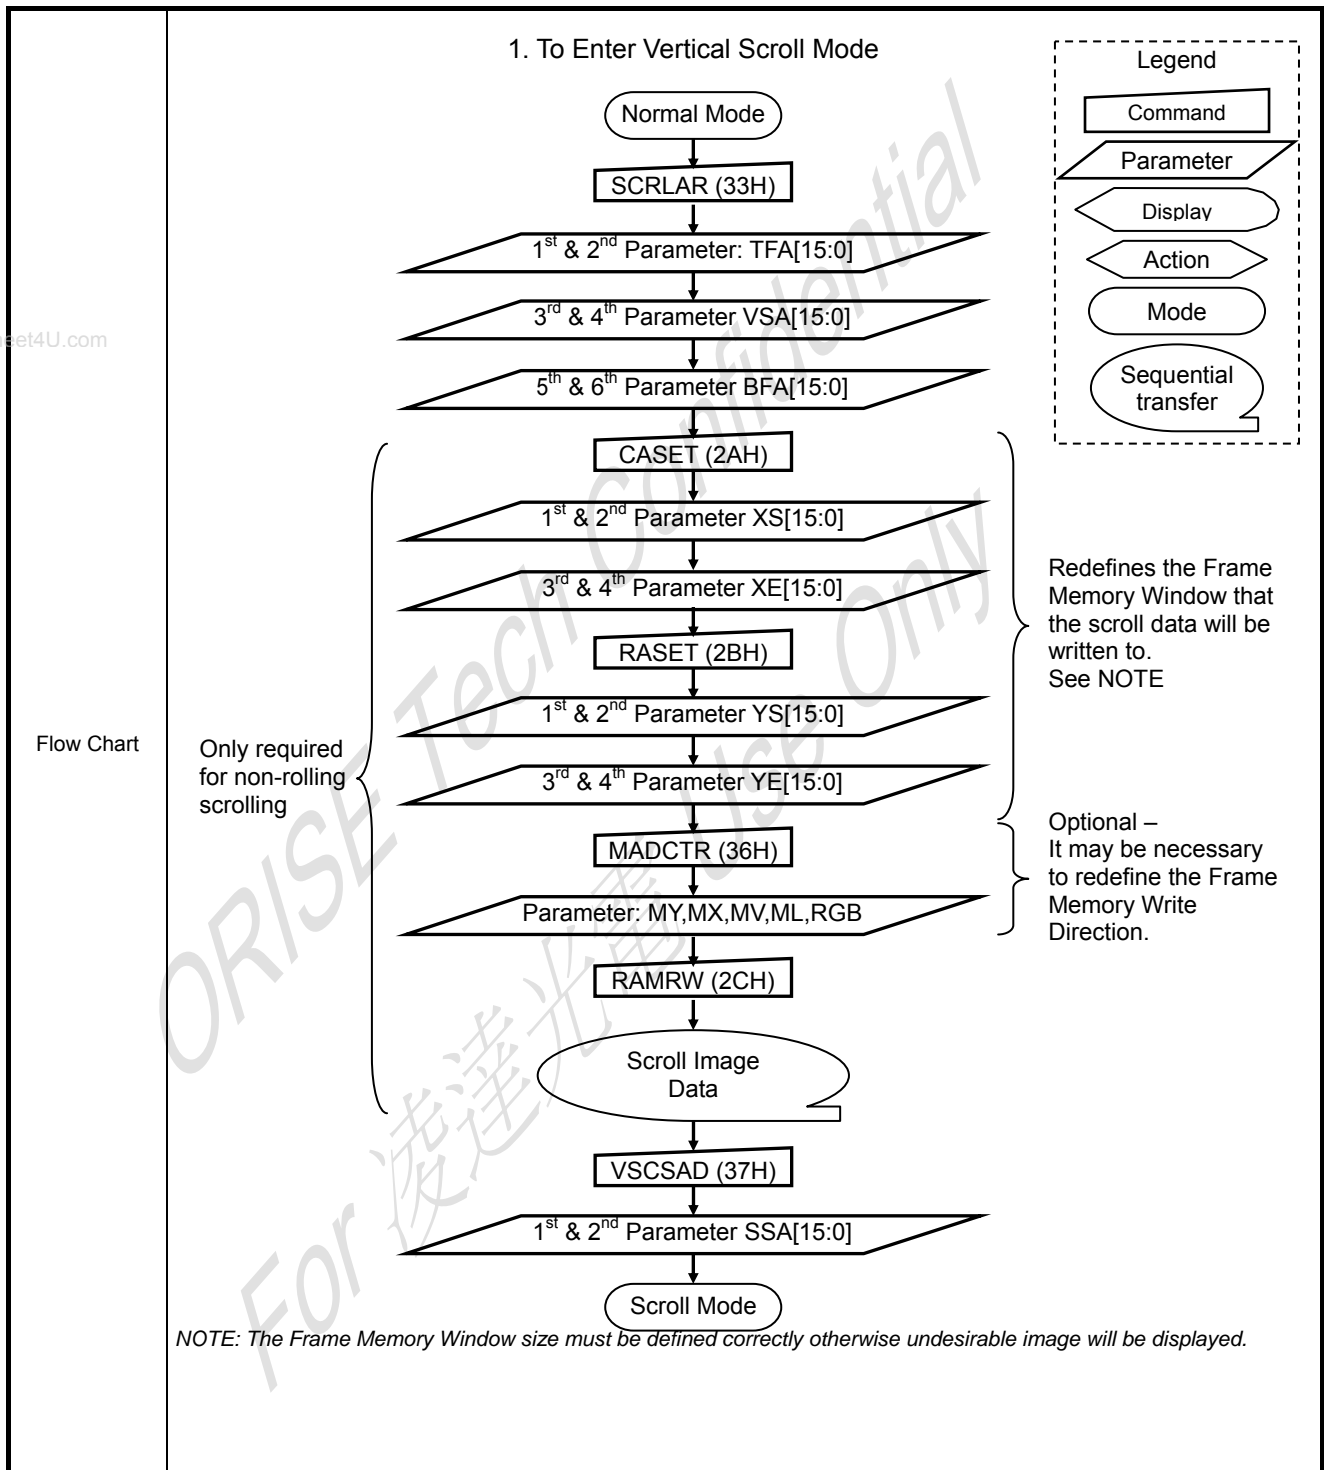 1. To Enter Vertical Scroll Mode
Legend
Command
Parameter
Display
Action
Mode
Sequential
transfer
Normal Mode
SCRLAR (33H)
1st & 2nd Parameter: TFA[15:0]
3rd & 4th Parameter VSA[15:0]
eet4U.com
5th & 6th Parameter BFA[15:0]
CASET (2AH)
1st & 2nd Parameter XS[15:0]
3rd & 4th Parameter XE[15:0]
RASET (2BH)
1st & 2nd Parameter YS[15:0]
3rd & 4th Parameter YE[15:0]
Redefines the Frame
Memory Window that
the scroll data will be
written to.
See NOTE
Flow Chart
Only required
for non-rolling
scrolling
MADCTR (36H)
Parameter: MY,MX,MV,ML,RGB
Optional –
It may be necessary
to redefine the Frame
Memory Write
Direction.
RAMRW (2CH)
Scroll Image
Data
VSCSAD (37H)
1st & 2nd Parameter SSA[15:0]
Scroll Mode
NOTE: The Frame Memory Window size must be defined correctly otherwise undesirable image will be displayed.
ORISE Tech Confidential
For 凌達光電 Use Only